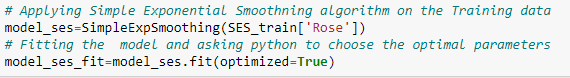 # Applying Simple Exponential Smoothning algorithm on the Training data
model_ses=SimpleExpSmoothing(SES_train['Rose'])
# Fitting the  model and asking python to choose the optimal parameters
model_ses_fit=model_ses.fit(optimized=True)